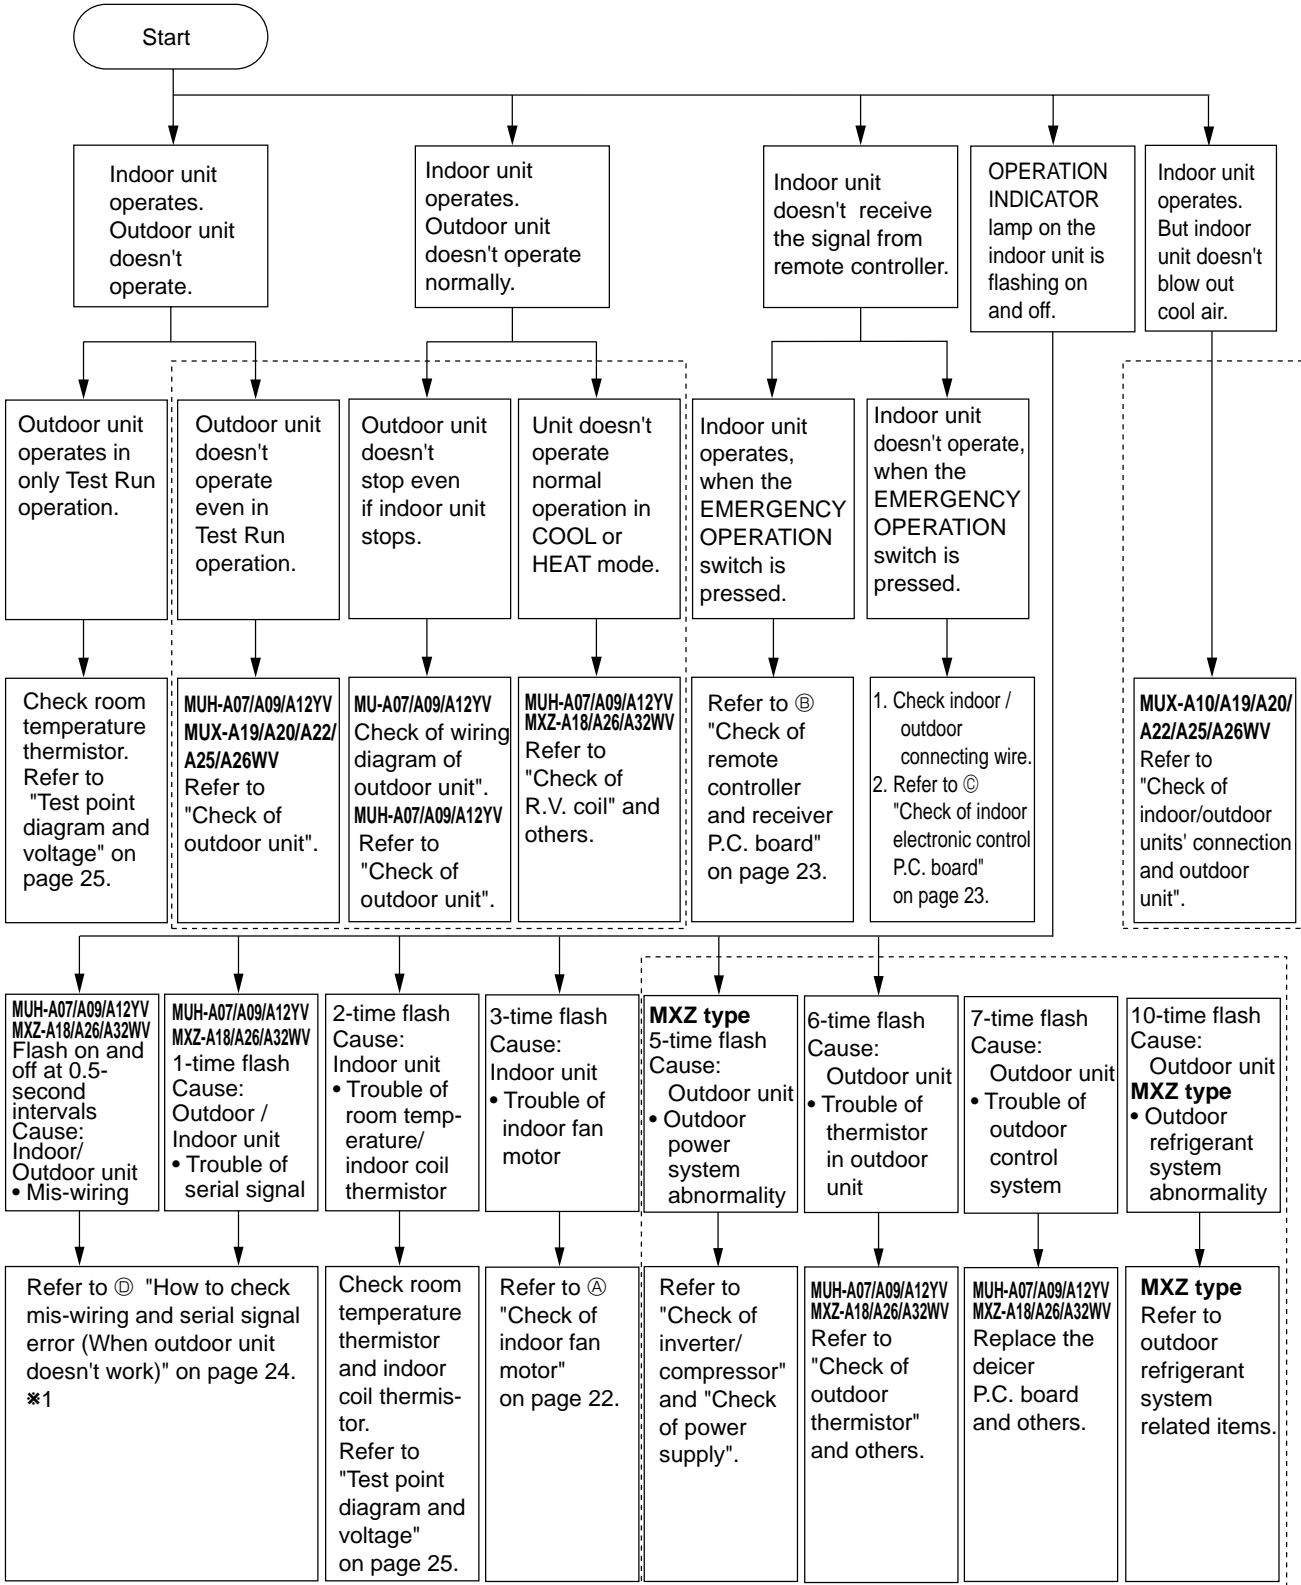 Start
Indoor unit
operates.
Outdoor unit
doesn't
operate.
Indoor unit
operates.
Outdoor unit
doesn't operate
normally.
Indoor unit
doesn't receive
the signal from
remote controller.
OPERATION
INDICATOR
lamp on the
indoor unit is
flashing on
and off.
Indoor unit
operates.
But indoor
unit doesn't
blow out
cool air.
Outdoor unit
operates in
only Test Run
operation.
Outdoor unit
doesn't
operate
even in
Test Run
operation.
Outdoor unit
doesn't
stop even
if indoor unit
stops.
Unit doesn't
operate
normal
operation in
COOL or
HEAT mode.
Indoor unit
operates,
when the
EMERGENCY
OPERATION
switch is
pressed.
Indoor unit
doesn't operate,
when the
EMERGENCY
OPERATION
switch is
pressed.
Check room
temperature
thermistor.
Refer to
"Test point
diagram and
voltage" on
page 25.
MUH-A07/A09/A12YV
MUX-A19/A20/A22/
A25/A26WV
Refer to
"Check of
outdoor unit".
MU-A07/A09/A12YV
Check of wiring
diagram of
outdoor unit".
MUH-A07/A09/A12YV
Refer to
"Check of
outdoor unit".
MUH-A07/A09/A12YV
MXZ-A18/A26/A32WV
Refer to
"Check of
R.V. coil" and
others.
Refer to Ⓑ
"Check of
remote
controller
and receiver
P.C. board"
on page 23.
1. Check indoor /
outdoor
connecting wire.
2. Refer to Ⓒ
"Check of indoor
electronic control
P.C. board"
on page 23.
MUX-A10/A19/A20/
A22/A25/A26WV
Refer to
"Check of
indoor/outdoor
units' connection
and outdoor
unit".
MUH-A07/A09/A12YV
MXZ-A18/A26/A32WV
Flash on and
off at 0.5-
second
intervals
Cause:
Indoor/
Outdoor unit
• Mis-wiring
MUH-A07/A09/A12YV
MXZ-A18/A26/A32WV
1-time flash
Cause:
Outdoor /
Indoor unit
• Trouble of
serial signal
2-time flash
Cause:
Indoor unit
• Trouble of
room temp-
erature/
indoor coil
thermistor
3-time flash
Cause:
Indoor unit
• Trouble of
indoor fan
motor
MXZ type
5-time flash
Cause:
Outdoor unit
• Outdoor
power
system
abnormality
6-time flash
Cause:
Outdoor unit
• Trouble of
thermistor
in outdoor
unit
7-time flash
Cause:
Outdoor unit
• Trouble of
outdoor
control
system
10-time flash
Cause:
Outdoor unit
MXZ type
• Outdoor
refrigerant
system
abnormality
Refer to Ⓓ "How to check
mis-wiring and serial signal
error (When outdoor unit
doesn't work)" on page 24.
※1
Check room
temperature
thermistor
and indoor
coil thermis-
tor.
Refer to
"Test point
diagram and
voltage"
on page 25.
Refer to Ⓐ
"Check of
indoor fan
motor"
on page 22.
Refer to
"Check of
inverter/
compressor"
and "Check
of power
supply".
MUH-A07/A09/A12YV
MXZ-A18/A26/A32WV
Refer to
"Check of
outdoor
thermistor"
and others.
MUH-A07/A09/A12YV
MXZ-A18/A26/A32WV
Replace the
deicer
P.C. board
and others.
MXZ type
Refer to
outdoor
refrigerant
system
related items.